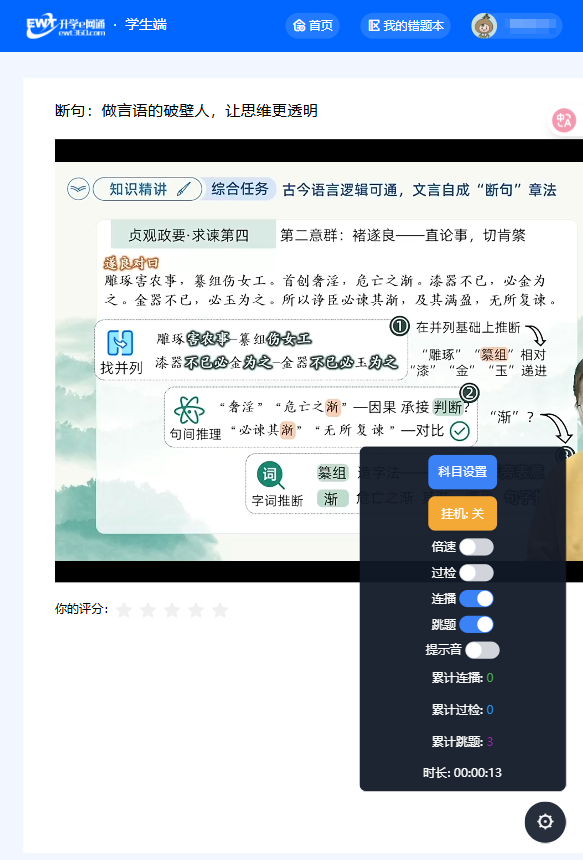 EWT升学e网通
ewt360.com
· 学生端
首页
我的错题本
断句：做言语的破壁人，让思维更透明
知识精讲
综合任务
古今语言逻辑可通，文言自成“断句”章法
贞观政要·求谏第四
第二意群：褚遂良——直论事，切肯綮
遂良对曰
雕琢害农事，纂组伤女工。首创奢淫，危亡之渐。漆器不已，必金为
之。金器不已，必玉为之。所以诤臣必谏其渐，及其满盈，无所复谏。
找并列
雕琢害农事–纂组伤女工
漆器不已必金为之–金器不已必玉为之
①
在并列基础上推断
“雕琢”“纂组”相对
“漆”“金”“玉”递进
句间推理
“奢淫”“危亡之渐”—因果 承接 判断?
“必谏其渐”“无所复谏”—对比
②
“渐”？
词
字词推断
纂组
渐
科目设置
挂机: 关
倍速
过检
连播
跳题
提示音
累计连播: 0
累计过检: 0
累计跳题: 3
时长: 00:00:13
你的评分：